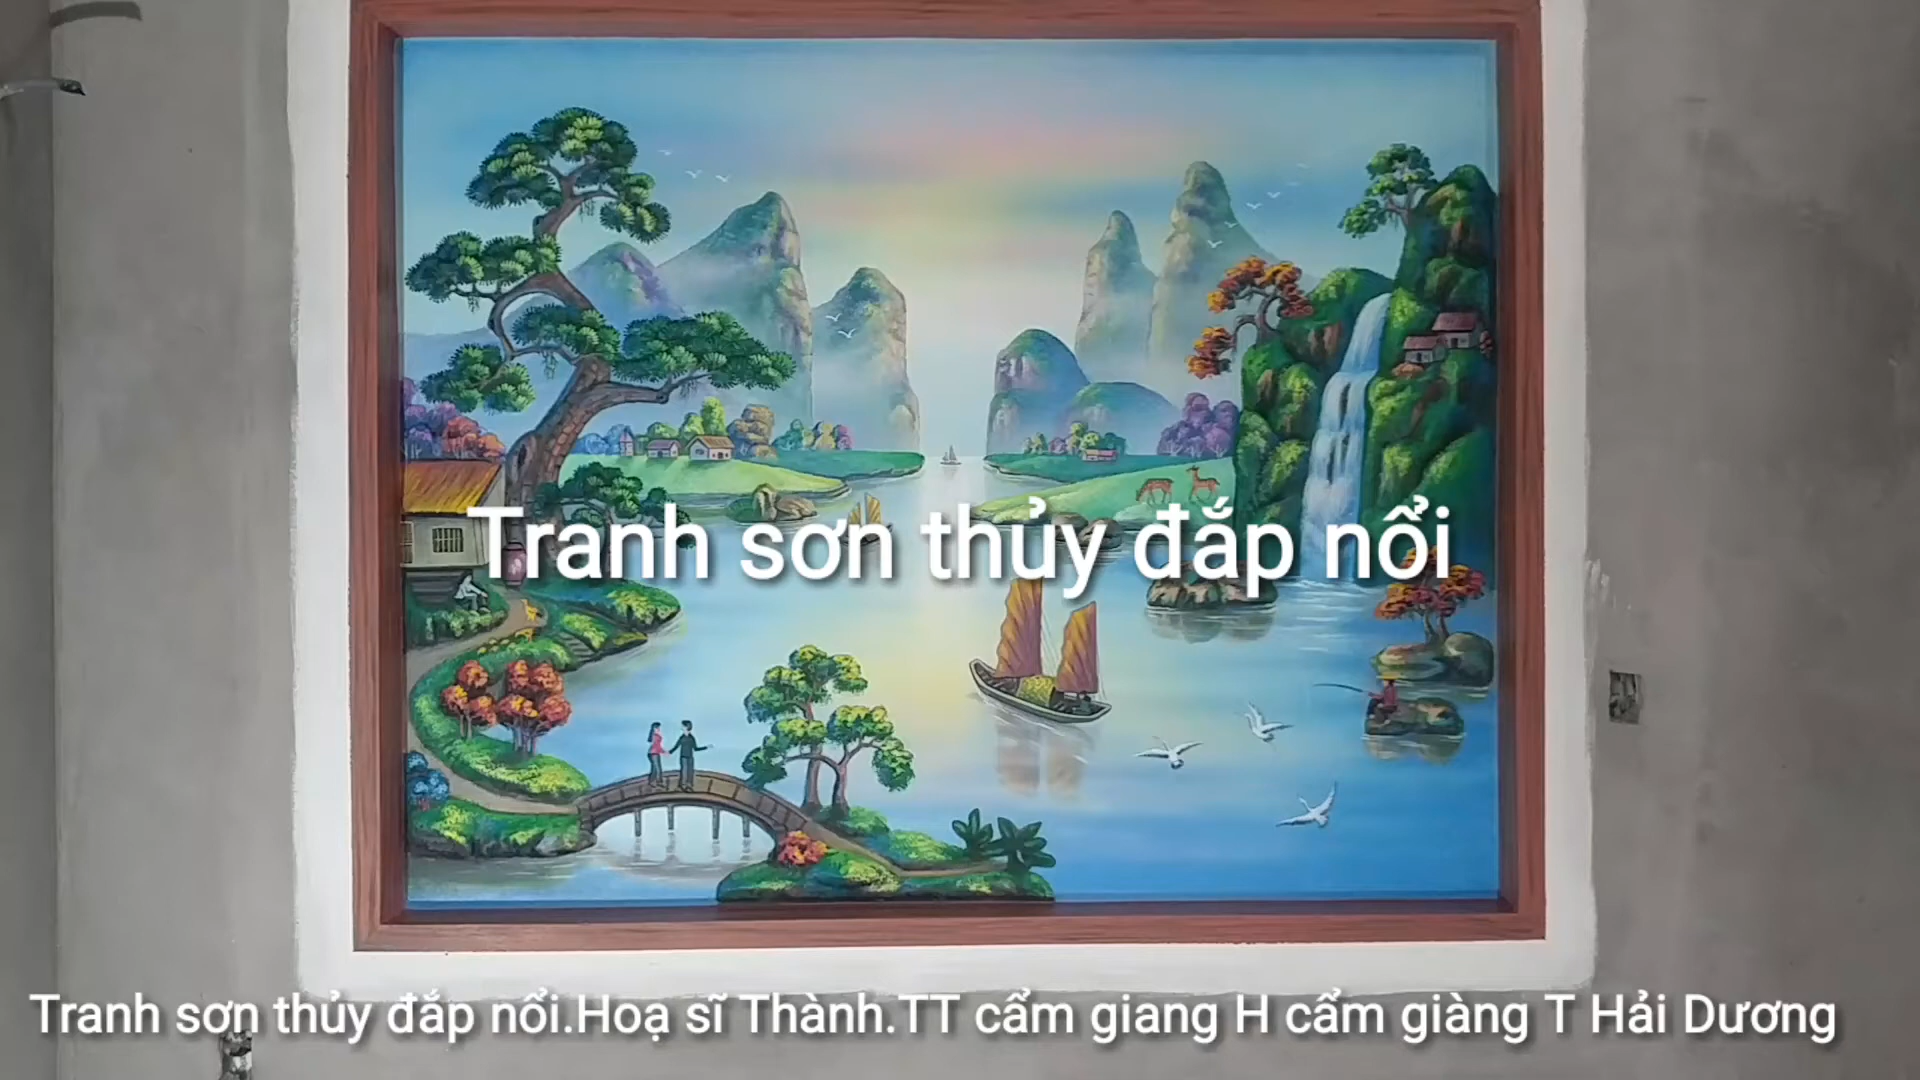 Tranh sơn thủy đắp nổi
Tranh sơn thủy đắp nổi.Hoạ sĩ Thành.TT cẩm giang H cẩm giàng T Hải Dương